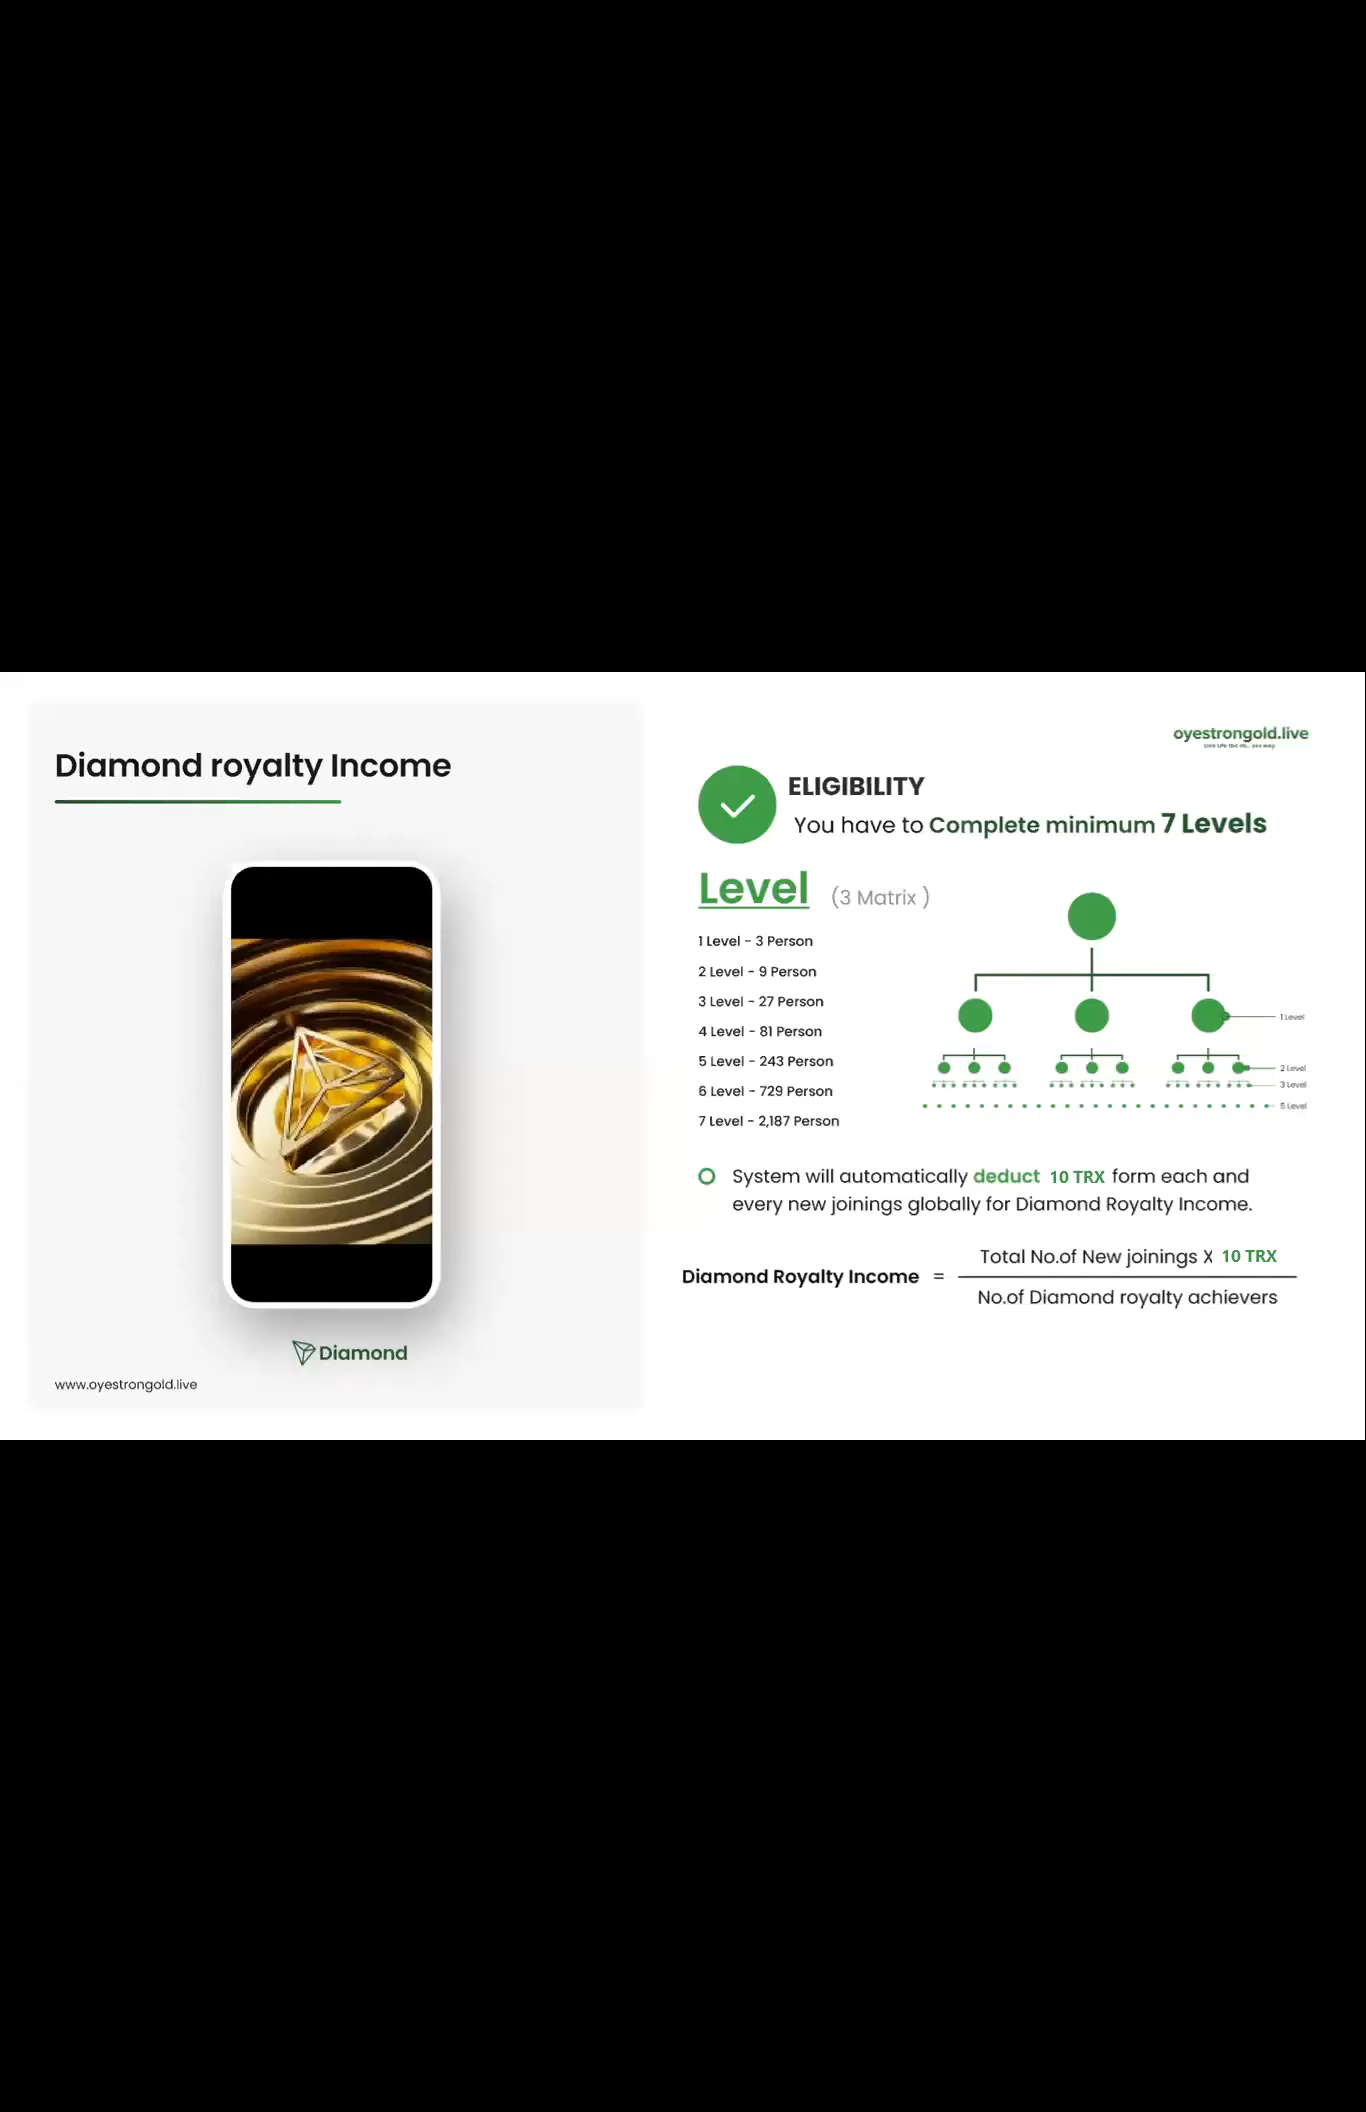 Diamond royalty Income
Diamond
www.oyestrongold.live
oyestrongold.live
ELIGIBILITY
You have to Complete minimum 7 Levels
Level (3 Matrix )
1 Level - 3 Person
2 Level - 9 Person
3 Level - 27 Person
4 Level - 81 Person
5 Level - 243 Person
6 Level - 729 Person
7 Level - 2,187 Person
1 Level
2 Level
3 Level
5 Level
System will automatically deduct 10 TRX form each and
every new joinings globally for Diamond Royalty Income.
Total No.of New joinings X 10 TRX
Diamond Royalty Income =
No.of Diamond royalty achievers